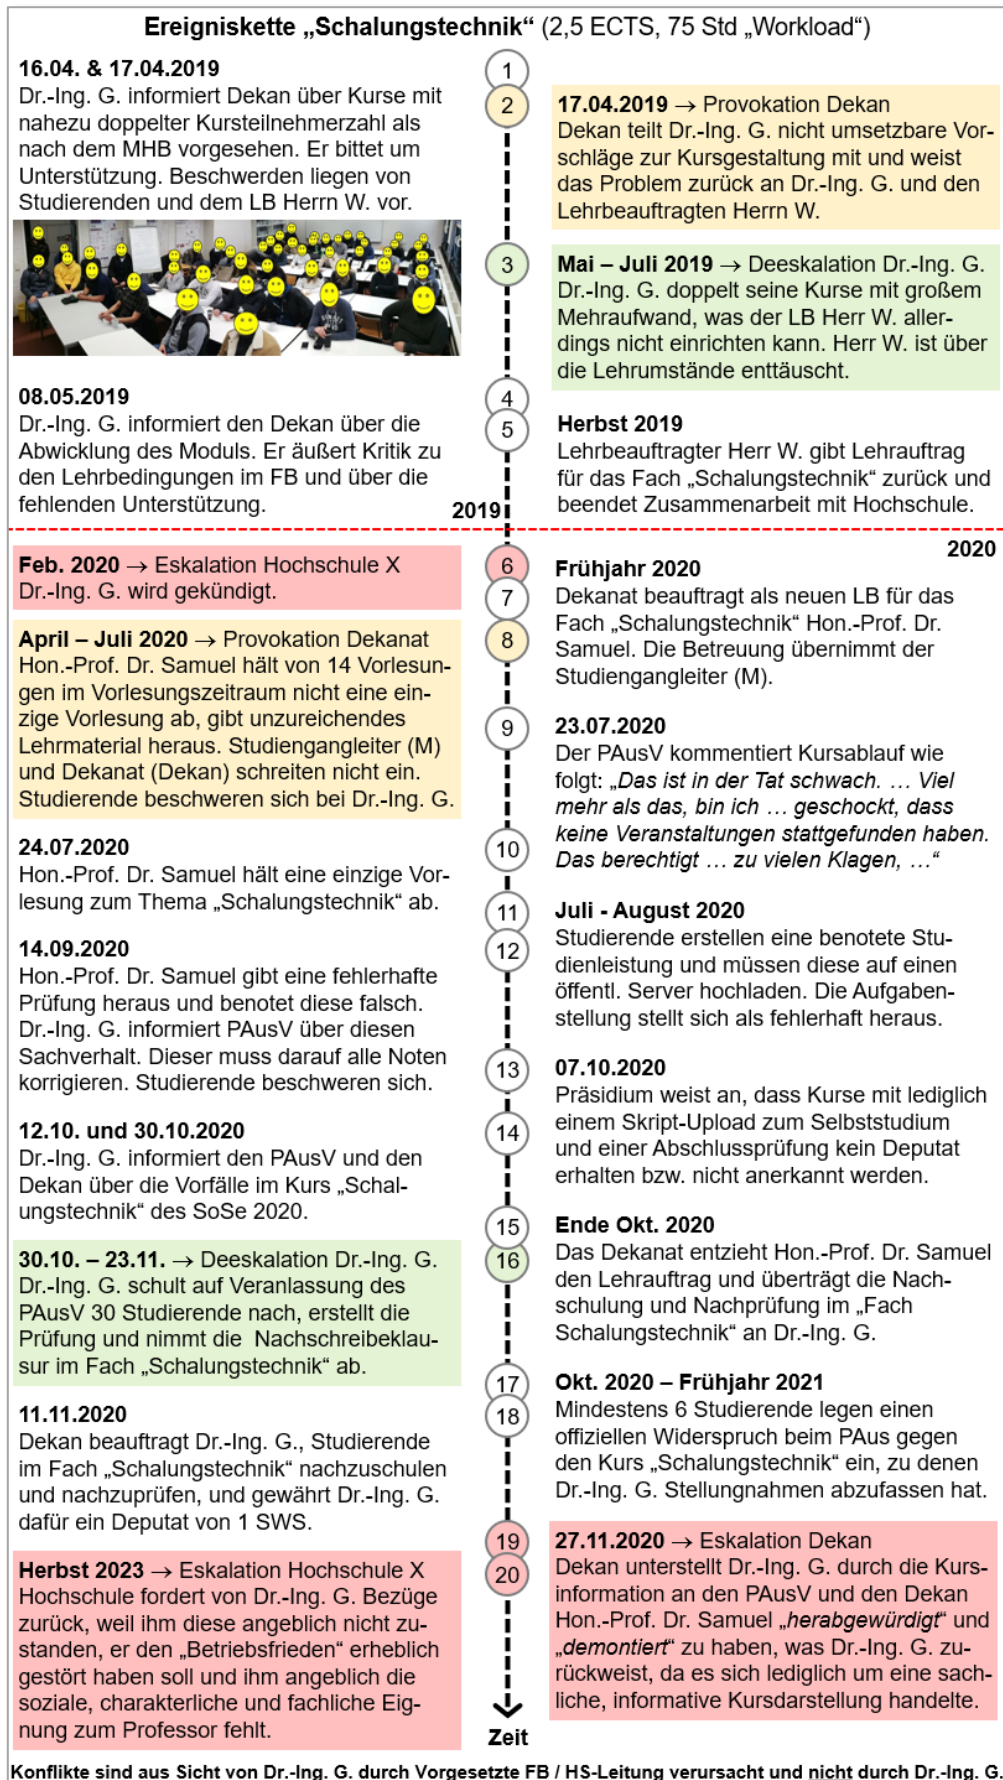 Ereigniskette „Schalungstechnik“ (2,5 ECTS, 75 Std „Workload“)
16.04. & 17.04.2019
Dr.-Ing. G. informiert Dekan über Kurse mit
nahezu doppelter Kursteilnehmerzahl als
nach dem MHB vorgesehen. Er bittet um
Unterstützung. Beschwerden liegen von
Studierenden und dem LB Herrn W. vor.
1
2
17.04.2019 → Provokation Dekan
Dekan teilt Dr.-Ing. G. nicht umsetzbare Vor-
schläge zur Kursgestaltung mit und weist
das Problem zurück an Dr.-Ing. G. und den
Lehrbeauftragten Herrn W.
3
Mai – Juli 2019 → Deeskalation Dr.-Ing. G.
Dr.-Ing. G. doppelt seine Kurse mit großem
Mehraufwand, was der LB Herr W. aller-
dings nicht einrichten kann. Herr W. ist über
die Lehrumstände enttäuscht.
08.05.2019
Dr.-Ing. G. informiert den Dekan über die
Abwicklung des Moduls. Er äußert Kritik zu
den Lehrbedingungen im FB und über die
fehlenden Unterstützung.
4
5
Herbst 2019
Lehrbeauftragter Herr W. gibt Lehrauftrag
für das Fach „Schalungstechnik“ zurück und
beendet Zusammenarbeit mit Hochschule.
2019
2020
Feb. 2020 → Eskalation Hochschule X
Dr.-Ing. G. wird gekündigt.
6
7
Frühjahr 2020
Dekanat beauftragt als neuen LB für das
Fach „Schalungstechnik“ Hon.-Prof. Dr.
Samuel. Die Betreuung übernimmt der
Studiengangleiter (M).
April – Juli 2020 → Provokation Dekanat
Hon.-Prof. Dr. Samuel hält von 14 Vorlesun-
gen im Vorlesungszeitraum nicht eine ein-
zige Vorlesung ab, gibt unzureichendes
Lehrmaterial heraus. Studiengangleiter (M)
und Dekanat (Dekan) schreiten nicht ein.
Studierende beschweren sich bei Dr.-Ing. G.
8
9
23.07.2020
Der PAusV kommentiert Kursablauf wie
folgt: „Das ist in der Tat schwach. … Viel
mehr als das, bin ich … geschockt, dass
keine Veranstaltungen stattgefunden haben.
Das berechtigt … zu vielen Klagen, …“
24.07.2020
Hon.-Prof. Dr. Samuel hält eine einzige Vor-
lesung zum Thema „Schalungstechnik“ ab.
10
11
Juli - August 2020
Studierende erstellen eine benotete Stu-
dienleistung und müssen diese auf einen
öffentl. Server hochladen. Die Aufgaben-
stellung stellt sich als fehlerhaft heraus.
14.09.2020
Hon.-Prof. Dr. Samuel gibt eine fehlerhafte
Prüfung heraus und benotet diese falsch.
Dr.-Ing. G. informiert PAusV über diesen
Sachverhalt. Dieser muss darauf alle Noten
korrigieren. Studierende beschweren sich.
12
13
07.10.2020
Präsidium weist an, dass Kurse mit lediglich
einem Skript-Upload zum Selbststudium
und einer Abschlussprüfung kein Deputat
erhalten bzw. nicht anerkannt werden.
12.10. und 30.10.2020
Dr.-Ing. G. informiert den PAusV und den
Dekan über die Vorfälle im Kurs „Schal-
ungstechnik“ des SoSe 2020.
14
15
Ende Okt. 2020
Das Dekanat entzieht Hon.-Prof. Dr. Samuel
den Lehrauftrag und überträgt die Nach-
schulung und Nachprüfung im „Fach
Schalungstechnik“ an Dr.-Ing. G.
30.10. – 23.11. → Deeskalation Dr.-Ing. G.
Dr.-Ing. G. schult auf Veranlassung des
PAusV 30 Studierende nach, erstellt die
Prüfung und nimmt die Nachschreibeklau-
sur im Fach „Schalungstechnik“ ab.
16
17
Okt. 2020 – Frühjahr 2021
Mindestens 6 Studierende legen einen
offiziellen Widerspruch beim PAus gegen
den Kurs „Schalungstechnik“ ein, zu denen
Dr.-Ing. G. Stellungnahmen abzufassen hat.
11.11.2020
Dekan beauftragt Dr.-Ing. G., Studierende
im Fach „Schalungstechnik“ nachzuschulen
und nachzuprüfen, und gewährt Dr.-Ing. G.
dafür ein Deputat von 1 SWS.
18
19
27.11.2020 → Eskalation Dekan
Dekan unterstellt Dr.-Ing. G. durch die Kurs-
information an den PAusV und den Dekan
Hon.-Prof. Dr. Samuel „herabgewürdigt“ und
„demontiert“ zu haben, was Dr.-Ing. G. zu-
rückweist, da es sich lediglich um eine sach-
liche, informative Kursdarstellung handelte.
Herbst 2023 → Eskalation Hochschule X
Hochschule fordert von Dr.-Ing. G. Bezüge
zurück, weil ihm diese angeblich nicht zu-
standen, er den „Betriebsfrieden“ erheblich
gestört haben soll und ihm angeblich die
soziale, charakterliche und fachliche Eig-
nung zum Professor fehlt.
20
Zeit
Konflikte sind aus Sicht von Dr.-Ing. G. durch Vorgesetzte FB / HS-Leitung verursacht und nicht durch Dr.-Ing. G.